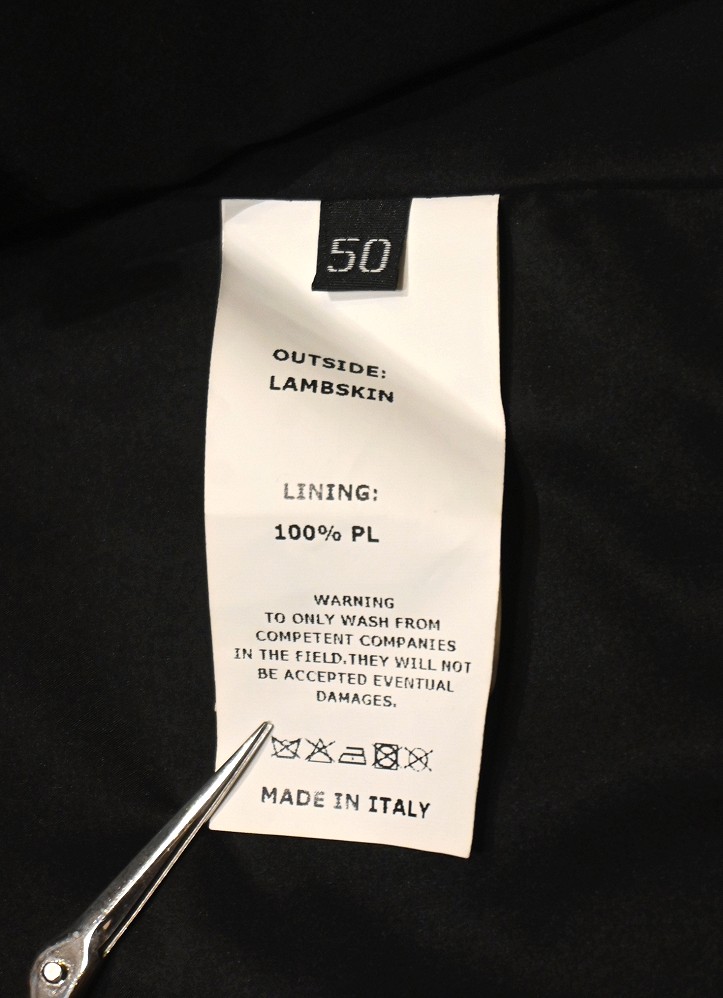 50
OUTSIDE:
LAMBSKIN
LINING:
100% PL
WARNING
TO ONLY WASH FROM
COMPETENT COMPANIES
IN THE FIELD.THEY WILL NOT
BE ACCEPTED EVENTUAL
DAMAGES.
MADE IN ITALY